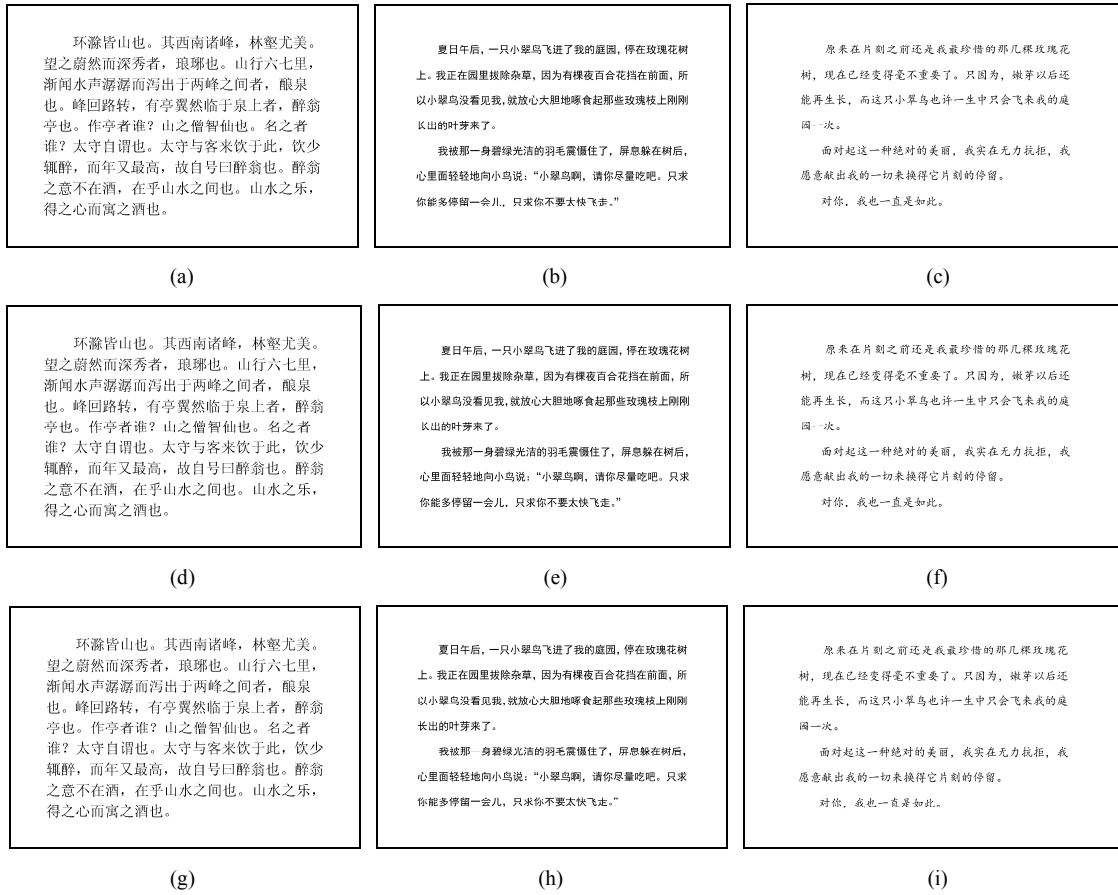 环滁皆山也。其西南诸峰，林壑尤美。
望之蔚然而深秀者，琅琊也。山行六七里，
渐闻水声潺潺而泻出于两峰之间者，酿泉
也。峰回路转，有亭翼然临于泉上者，醉翁
亭也。作亭者谁？山之僧智仙也。名之者
谁？太守自谓也。太守与客来饮于此，饮少
辄醉，而年又最高，故自号曰醉翁也。醉翁
之意不在酒，在乎山水之间也。山水之乐，
得之心而寓之酒也。
(a)
夏日午后，一只小翠鸟飞进了我的庭园，停在玫瑰花树
上。我正在园里拔除杂草，因为有棵夜百合花挡在前面，所
以小翠鸟没看见我，就放心大胆地啄食起那些玫瑰枝上刚刚
长出的叶芽来了。
我被那一身碧绿光洁的羽毛震慑住了，屏息躲在树后，
心里面轻轻地向小鸟说：“小翠鸟啊，请你尽量吃吧。只求
你能多停留一会儿，只求你不要太快飞走。”
(b)
原来在片刻之前还是我最珍惜的那几棵玫瑰花
树，现在已经变得毫不重要了。只因为，嫩芽以后还
能再生长，而这只小翠鸟也许一生中只会飞来我的庭
园一次。
面对起这一种绝对的美丽，我实在无力抗拒，我
愿意献出我的一切来换得它片刻的停留。
对你，我也一直是如此。
(c)
环滁皆山也。其西南诸峰，林壑尤美。
望之蔚然而深秀者，琅琊也。山行六七里，
渐闻水声潺潺而泻出于两峰之间者，酿泉
也。峰回路转，有亭翼然临于泉上者，醉翁
亭也。作亭者谁？山之僧智仙也。名之者
谁？太守自谓也。太守与客来饮于此，饮少
辄醉，而年又最高，故自号曰醉翁也。醉翁
之意不在酒，在乎山水之间也。山水之乐，
得之心而寓之酒也。
(d)
夏日午后，一只小翠鸟飞进了我的庭园，停在玫瑰花树
上。我正在园里拔除杂草，因为有棵夜百合花挡在前面，所
以小翠鸟没看见我，就放心大胆地啄食起那些玫瑰枝上刚刚
长出的叶芽来了。
我被那一身碧绿光洁的羽毛震慑住了，屏息躲在树后，
心里面轻轻地向小鸟说：“小翠鸟啊，请你尽量吃吧。只求
你能多停留一会儿，只求你不要太快飞走。”
(e)
原来在片刻之前还是我最珍惜的那几棵玫瑰花
树，现在已经变得毫不重要了。只因为，嫩芽以后还
能再生长，而这只小翠鸟也许一生中只会飞来我的庭
园一次。
面对起这一种绝对的美丽，我实在无力抗拒，我
愿意献出我的一切来换得它片刻的停留。
对你，我也一直是如此。
(f)
环滁皆山也。其西南诸峰，林壑尤美。
望之蔚然而深秀者，琅琊也。山行六七里，
渐闻水声潺潺而泻出于两峰之间者，酿泉
也。峰回路转，有亭翼然临于泉上者，醉翁
亭也。作亭者谁？山之僧智仙也。名之者
谁？太守自谓也。太守与客来饮于此，饮少
辄醉，而年又最高，故自号曰醉翁也。醉翁
之意不在酒，在乎山水之间也。山水之乐，
得之心而寓之酒也。
(g)
夏日午后，一只小翠鸟飞进了我的庭园，停在玫瑰花树
上。我正在园里拔除杂草，因为有棵夜百合花挡在前面，所
以小翠鸟没看见我，就放心大胆地啄食起那些玫瑰枝上刚刚
长出的叶芽来了。
我被那一身碧绿光洁的羽毛震慑住了，屏息躲在树后，
心里面轻轻地向小鸟说：“小翠鸟啊，请你尽量吃吧。只求
你能多停留一会儿，只求你不要太快飞走。”
(h)
原来在片刻之前还是我最珍惜的那几棵玫瑰花
树，现在已经变得毫不重要了。只因为，嫩芽以后还
能再生长，而这只小翠鸟也许一生中只会飞来我的庭
园一次。
面对起这一种绝对的美丽，我实在无力抗拒，我
愿意献出我的一切来换得它片刻的停留。
对你，我也一直是如此。
(i)